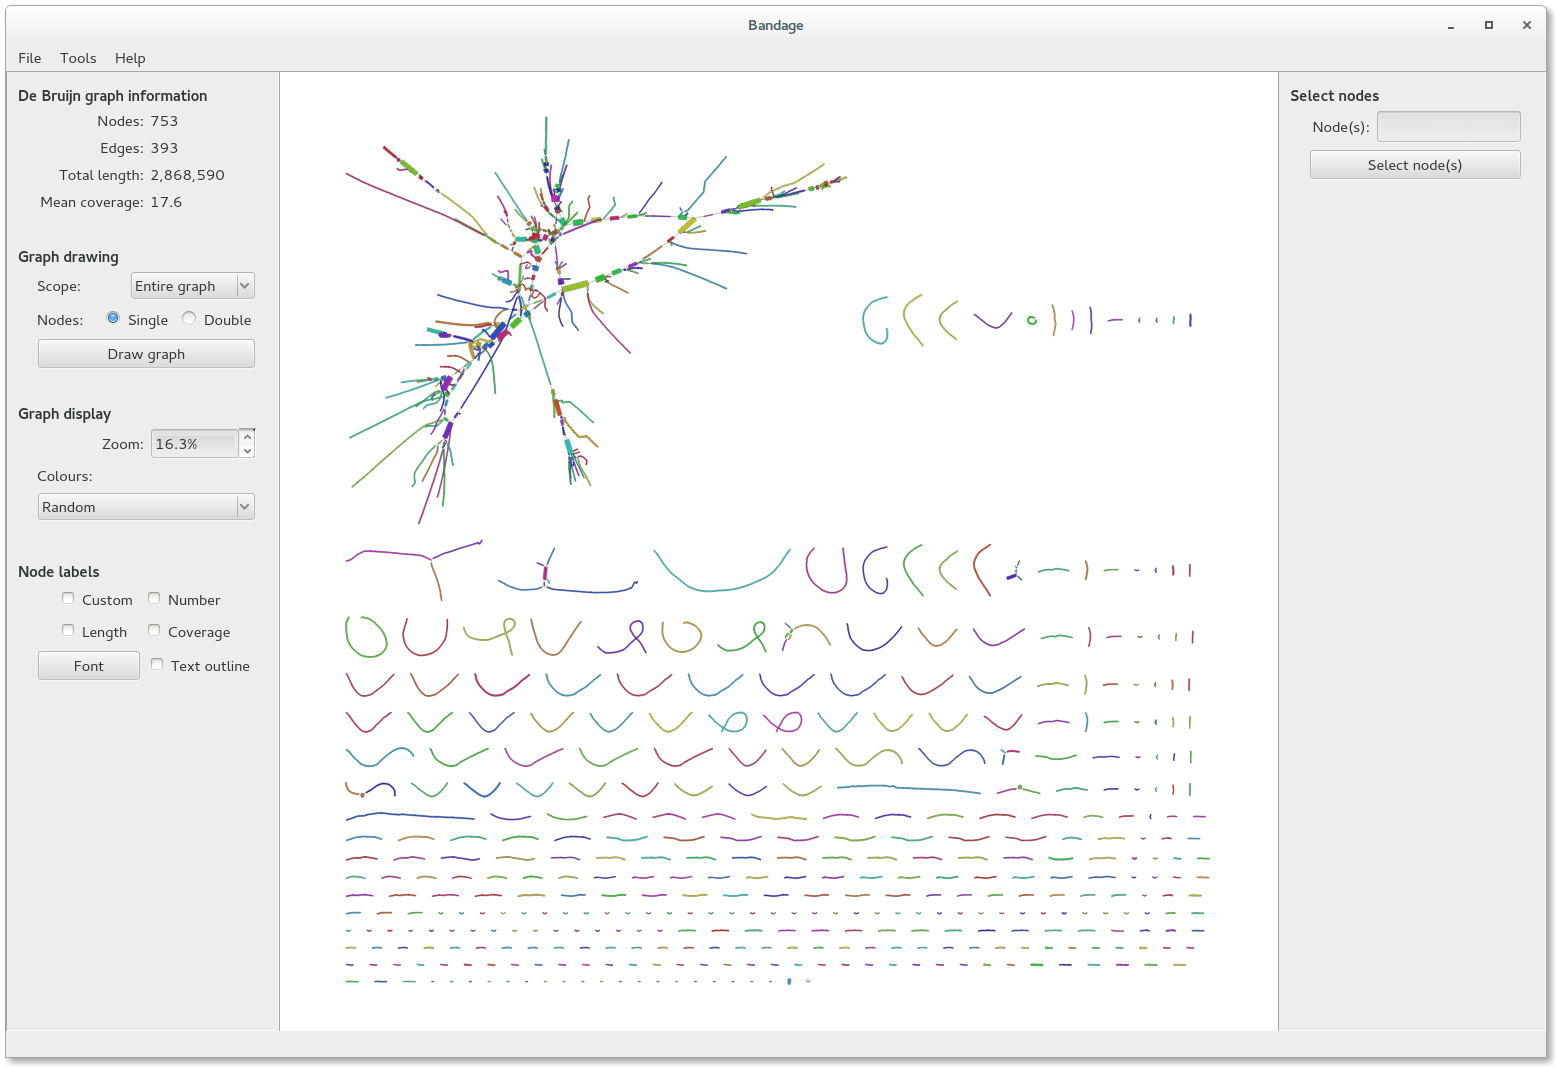 Bandage
File Tools Help
De Bruijn graph information
Nodes: 753
Edges: 393
Total length: 2,868,590
Mean coverage: 17.6
Graph drawing
Scope: Entire graph
Nodes: Single Double
Draw graph
Graph display
Zoom: 16.3%
Colours:
Random
Node labels
Custom Number
Length Coverage
Font Text outline
Select nodes
Node(s):
Select node(s)